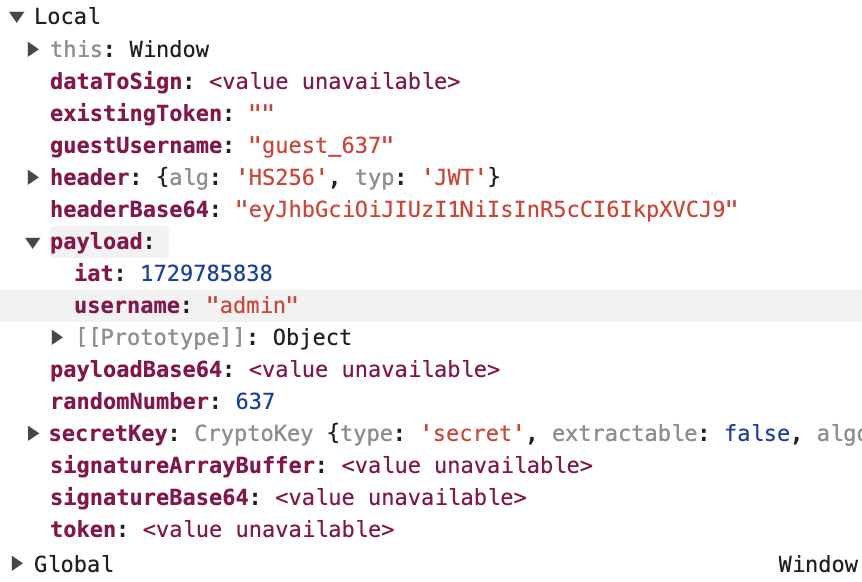 Local
this: Window
dataToSign: <value unavailable>
existingToken: ""
guestUsername: "guest_637"
header: {alg: 'HS256', typ: 'JWT'}
headerBase64: "eyJhbGciOiJIUzI1NiIsInR5cCI6IkpXVCJ9"
payload:
iat: 1729785838
username: "admin"
[[Prototype]]: Object
payloadBase64: <value unavailable>
randomNumber: 637
secretKey: CryptoKey {type: 'secret', extractable: false, algo
signatureArrayBuffer: <value unavailable>
signatureBase64: <value unavailable>
token: <value unavailable>
Global Window